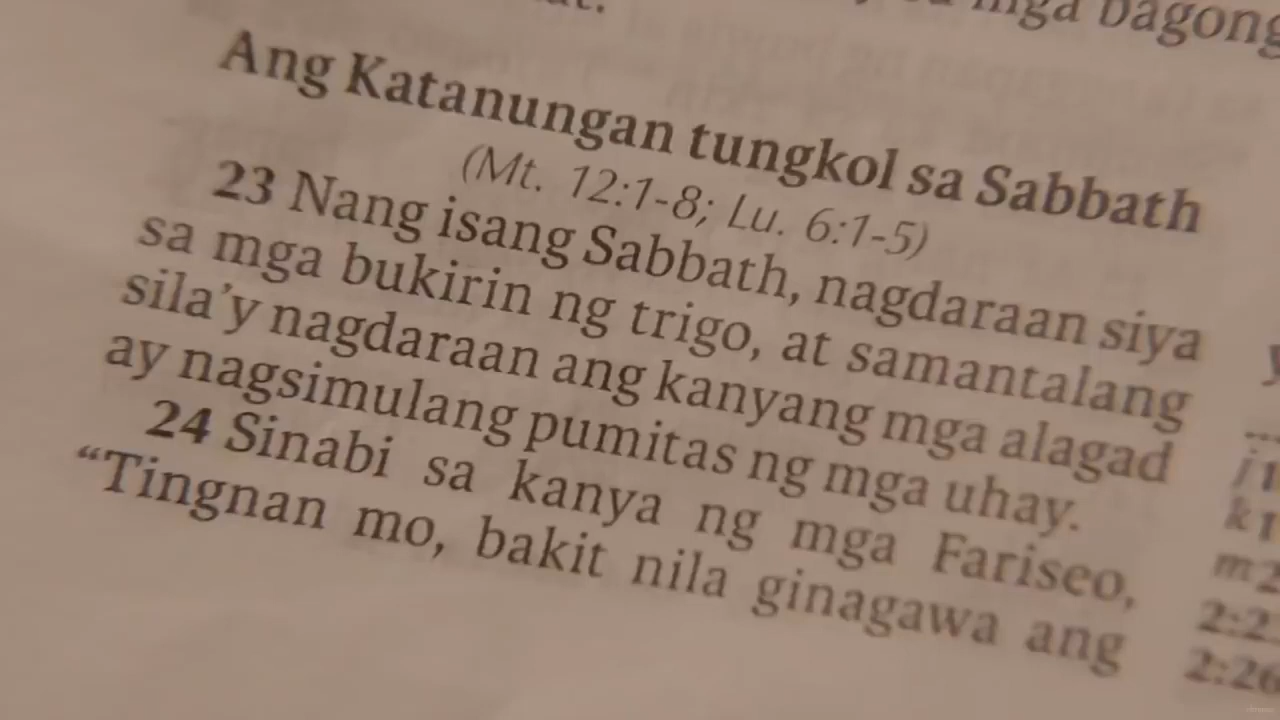 mga bagong
Ang Katanungan tungkol sa Sabbath
(Mt. 12:1-8; Lu. 6:1-5)
23 Nang isang Sabbath, nagdaraan siya
sa mga bukirin ng trigo, at samantalang
sila’y nagdaraan ang kanyang mga alagad
ay nagsimulang pumitas ng mga uhay.
24 Sinabi sa kanya ng mga Fariseo,
“Tingnan mo, bakit nila ginagawa ang